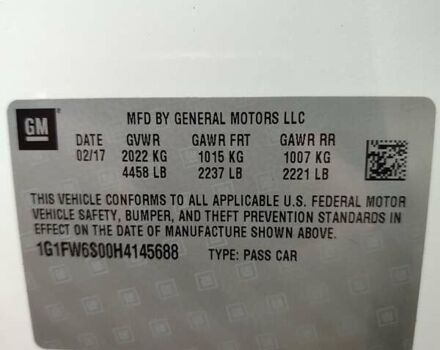 GM
MFD BY GENERAL MOTORS LLC
DATE GVWR GAWR FRT GAWR RR
02/17 2022 KG 1015 KG 1007 KG
4458 LB 2237 LB 2221 LB
THIS VEHICLE CONFORMS TO ALL APPLICABLE U.S. FEDERAL MOTOR
VEHICLE SAFETY, BUMPER, AND THEFT PREVENTION STANDARDS IN
EFFECT ON THE DATE OF MANUFACTURE SHOWN ABOVE.
1G1FW6S00H4145688 TYPE: PASS CAR